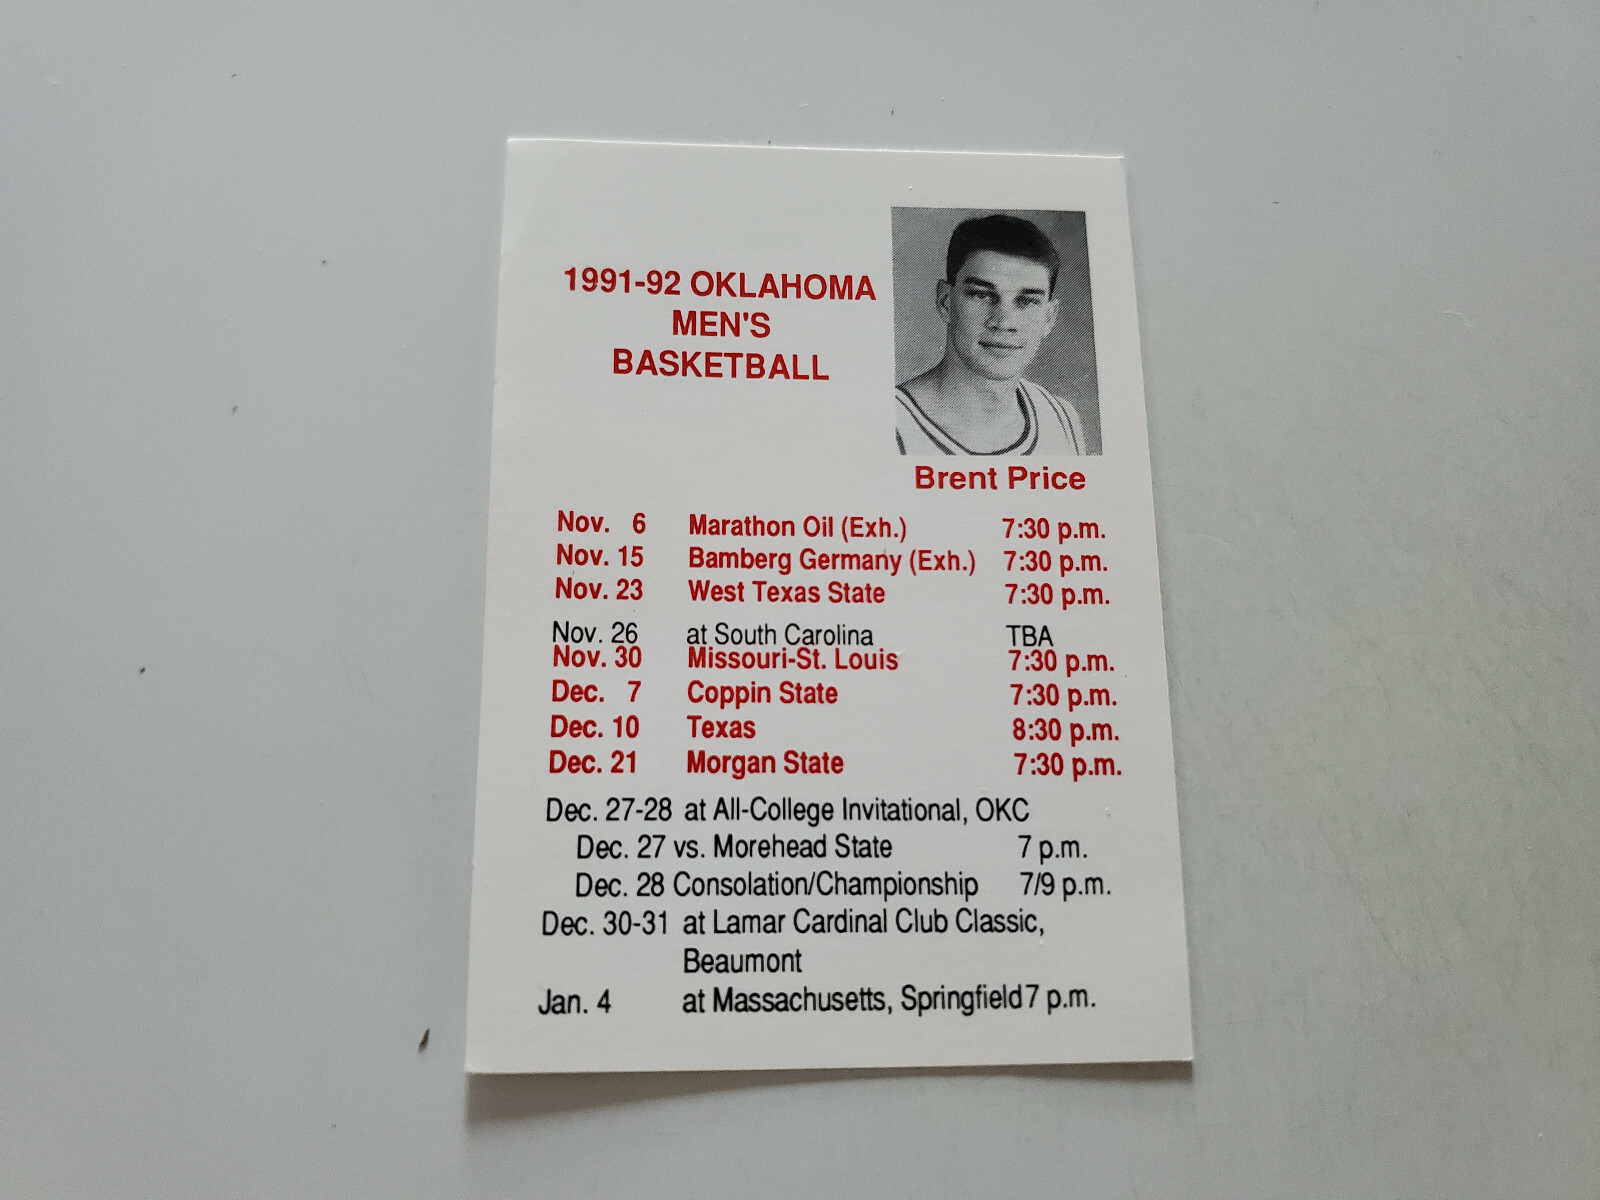 1991-92 OKLAHOMA
MEN'S
BASKETBALL
Brent Price
Nov. 6 Marathon Oil (Exh.) 7:30 p.m.
Nov. 15 Bamberg Germany (Exh.) 7:30 p.m.
Nov. 23 West Texas State 7:30 p.m.
Nov. 26 at South Carolina TBA
Nov. 30 Missouri-St. Louis 7:30 p.m.
Dec. 7 Coppin State 7:30 p.m.
Dec. 10 Texas 8:30 p.m.
Dec. 21 Morgan State 7:30 p.m.
Dec. 27-28 at All-College Invitational, OKC
Dec. 27 vs. Morehead State 7 p.m.
Dec. 28 Consolation/Championship 7/9 p.m.
Dec. 30-31 at Lamar Cardinal Club Classic,
Beaumont
Jan. 4 at Massachusetts, Springfield 7 p.m.